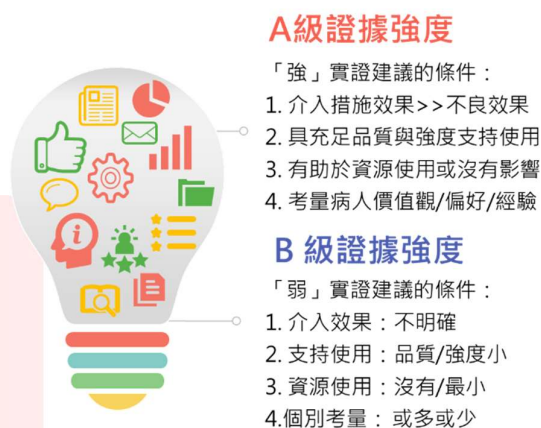 A級證據強度
「強」實證建議的條件：
1. 介入措施效果>>不良效果
2. 具充足品質與強度支持使用
3. 有助於資源使用或沒有影響
4. 考量病人價值觀/偏好/經驗
B 級證據強度
「弱」實證建議的條件：
1. 介入效果：不明確
2. 支持使用：品質/強度小
3. 資源使用：沒有/最小
4.個別考量： 或多或少